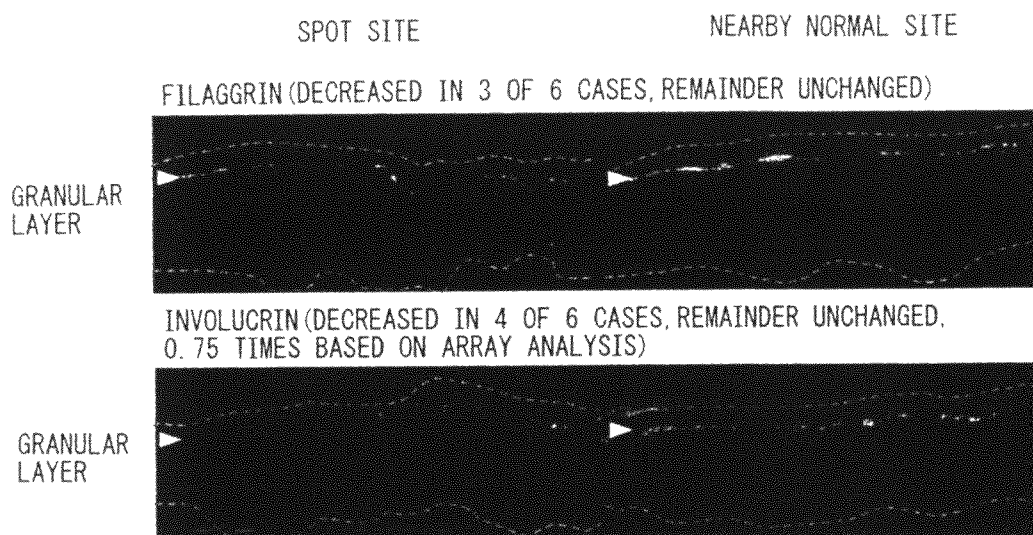 SPOT SITE
NEARBY NORMAL SITE
FILAGGRIN(DECREASED IN 3 OF 6 CASES, REMAINDER UNCHANGED)
GRANULAR
LAYER
INVOLUCRIN(DECREASED IN 4 OF 6 CASES, REMAINDER UNCHANGED,
0.75 TIMES BASED ON ARRAY ANALYSIS)
GRANULAR
LAYER